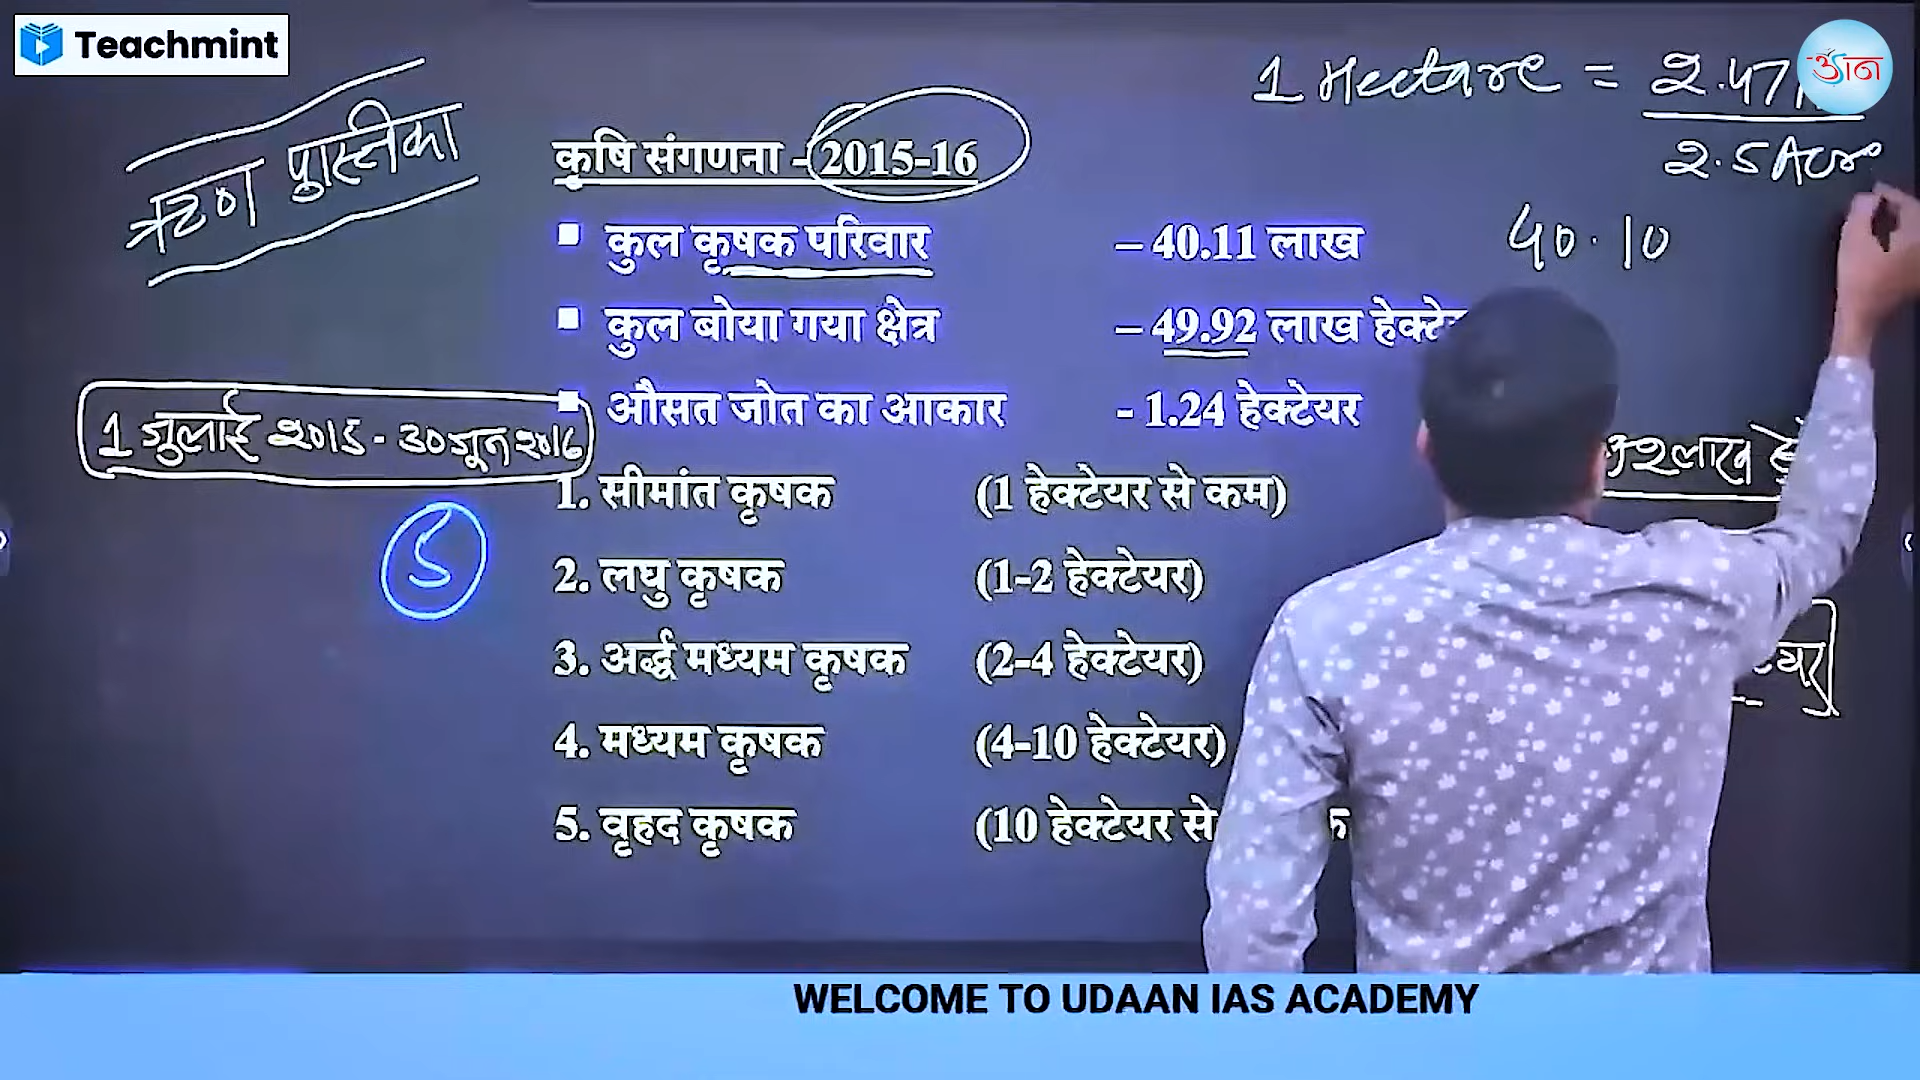 Teachmint
उड़ान
1 Hectare = 2.47
2.5 Acre
ऋण पुस्तिका
कृषि संगणना - 2015-16
कुल कृषक परिवार – 40.11 लाख
40.10
कुल बोया गया क्षेत्र – 49.92 लाख हेक्टे
औसत जोत का आकार - 1.24 हेक्टेयर
1 जुलाई 2015 - 30 जून 2016
लाख
1. सीमांत कृषक (1 हेक्टेयर से कम)
5
2. लघु कृषक (1-2 हेक्टेयर)
3. अर्द्ध मध्यम कृषक (2-4 हेक्टेयर)
4. मध्यम कृषक (4-10 हेक्टेयर)
5. वृहद कृषक (10 हेक्टेयर से
WELCOME TO UDAAN IAS ACADEMY